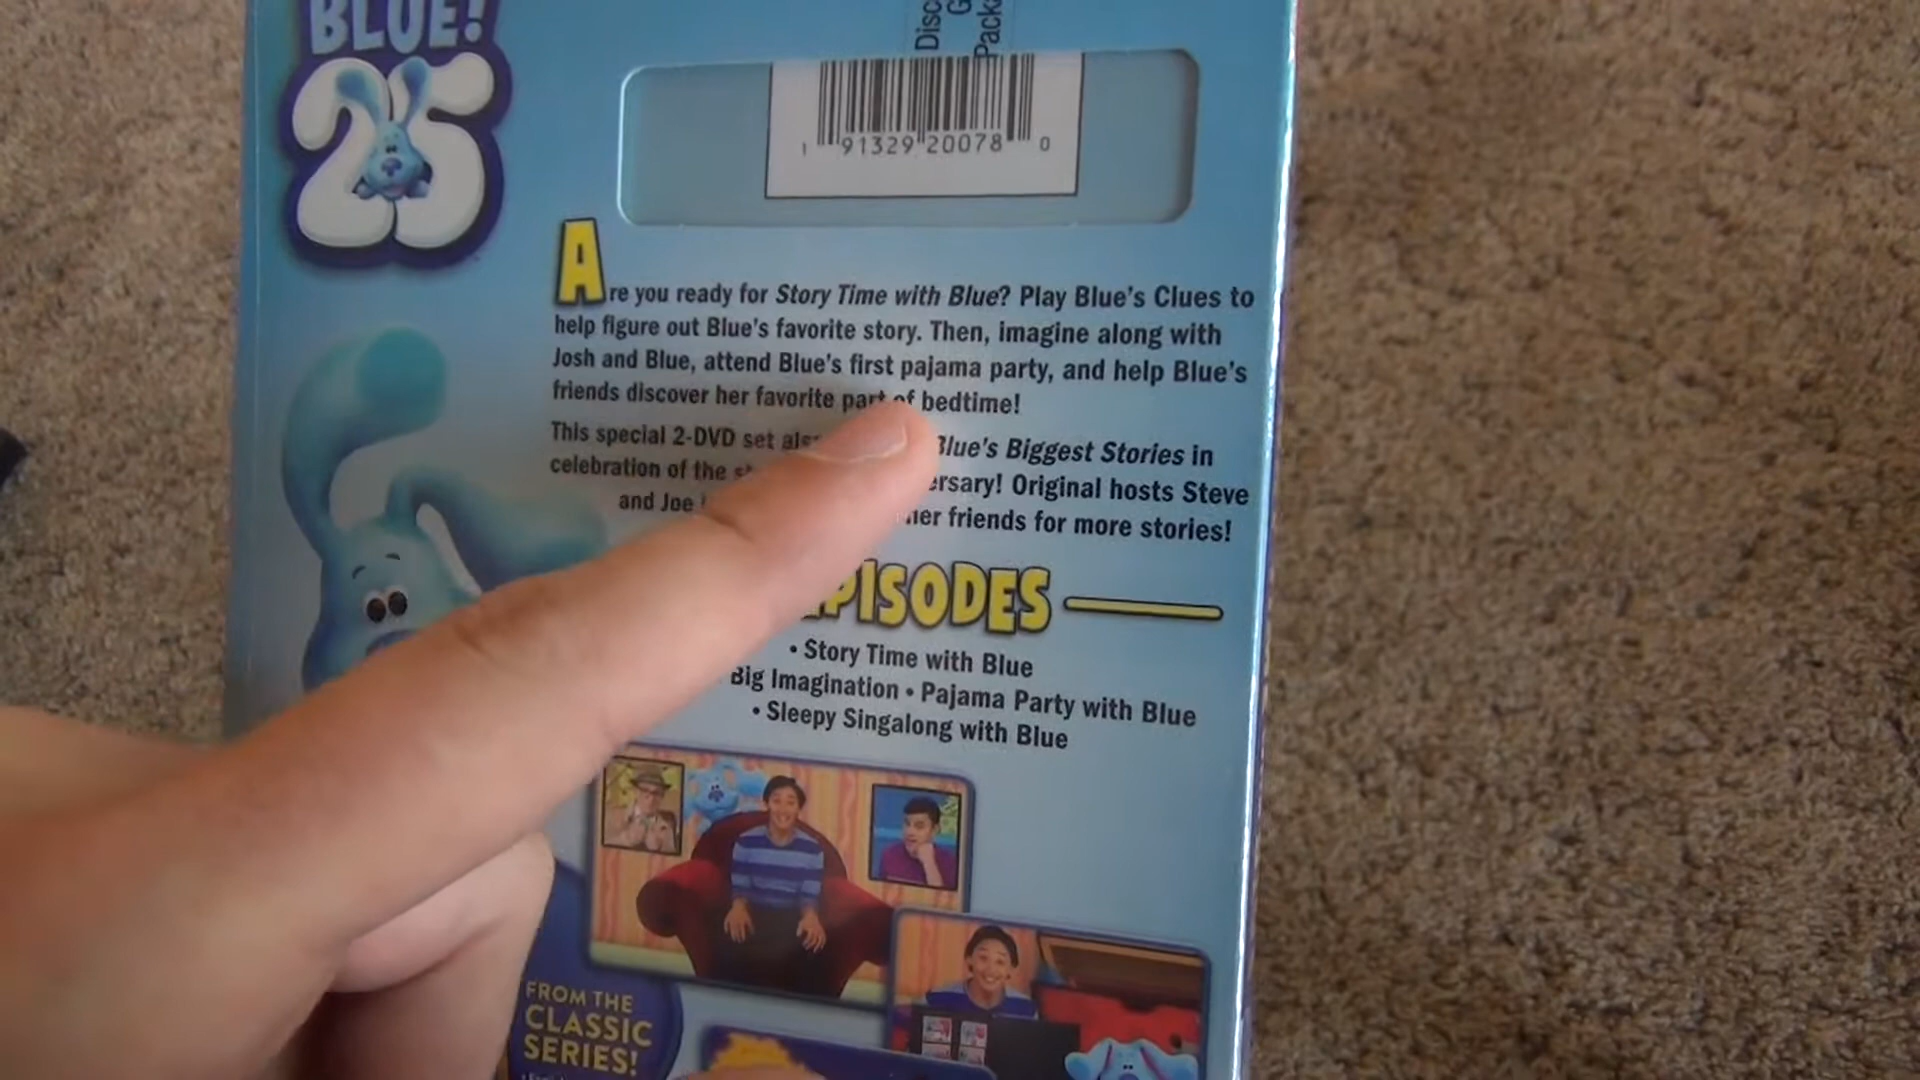 BLUE!
25
Disc
G
Pack
1 91329 20078 0
Are you ready for Story Time with Blue? Play Blue's Clues to
help figure out Blue's favorite story. Then, imagine along with
Josh and Blue, attend Blue's first pajama party, and help Blue's
friends discover her favorite part of bedtime!
This special 2-DVD set Blue's Biggest Stories in
celebration of the ersary! Original hosts Steve
and Joe her friends for more stories!
EPISODES
• Story Time with Blue
Big Imagination • Pajama Party with Blue
• Sleepy Singalong with Blue
FROM THE
CLASSIC
SERIES!